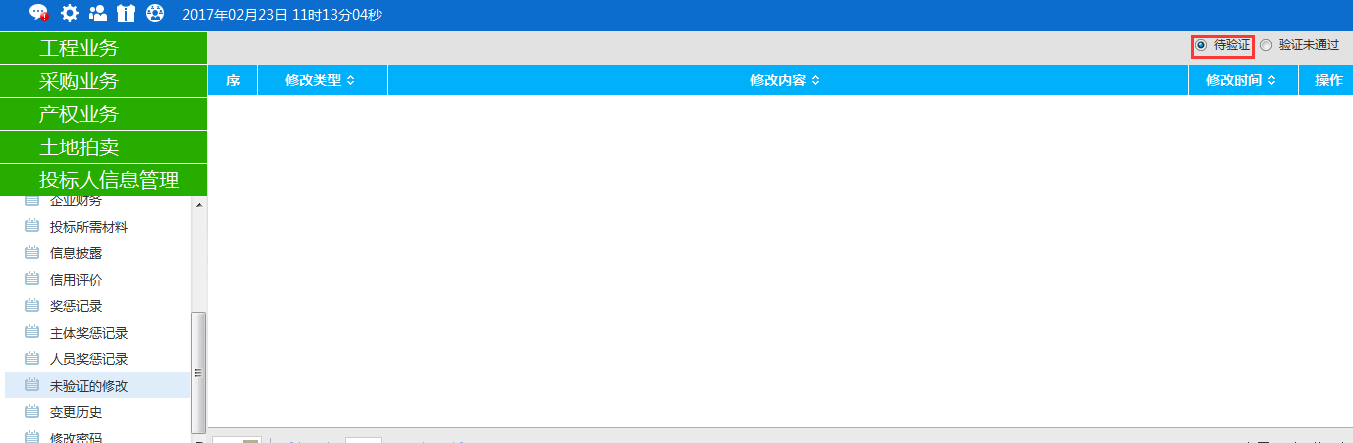 2017年02月23日 11时13分04秒
工程业务
采购业务
产权业务
土地拍卖
投标人信息管理
企业财务
投标所需材料
信息披露
信用评价
奖惩记录
主体奖惩记录
人员奖惩记录
未验证的修改
变更历史
修改密码
待验证 验证未通过
序 修改类型 修改内容 修改时间 操作